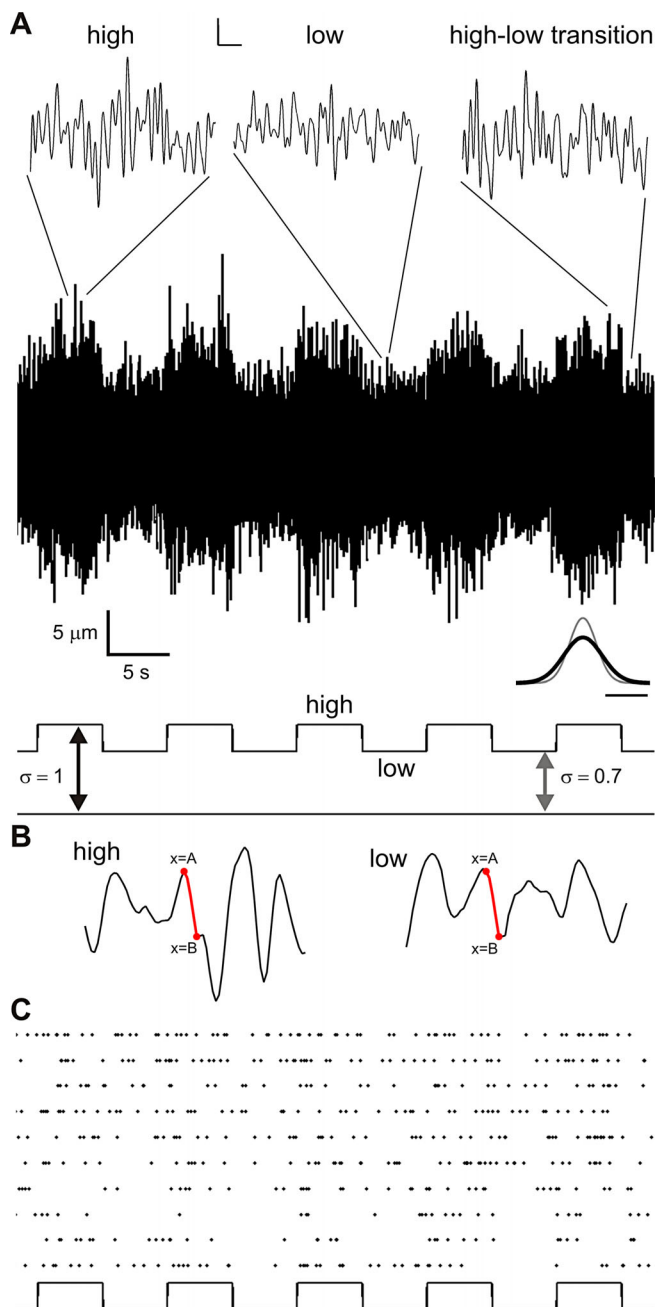 A
high
low
high-low transition
5 μm
5 s
high
low
σ = 1
σ = 0.7
B
high
low
x=A
x=B
x=A
x=B
C